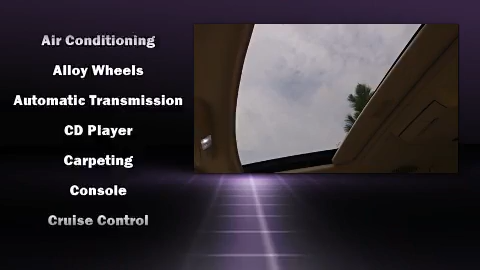 Air Conditioning
Alloy Wheels
Automatic Transmission
CD Player
Carpeting
Console
Cruise Control